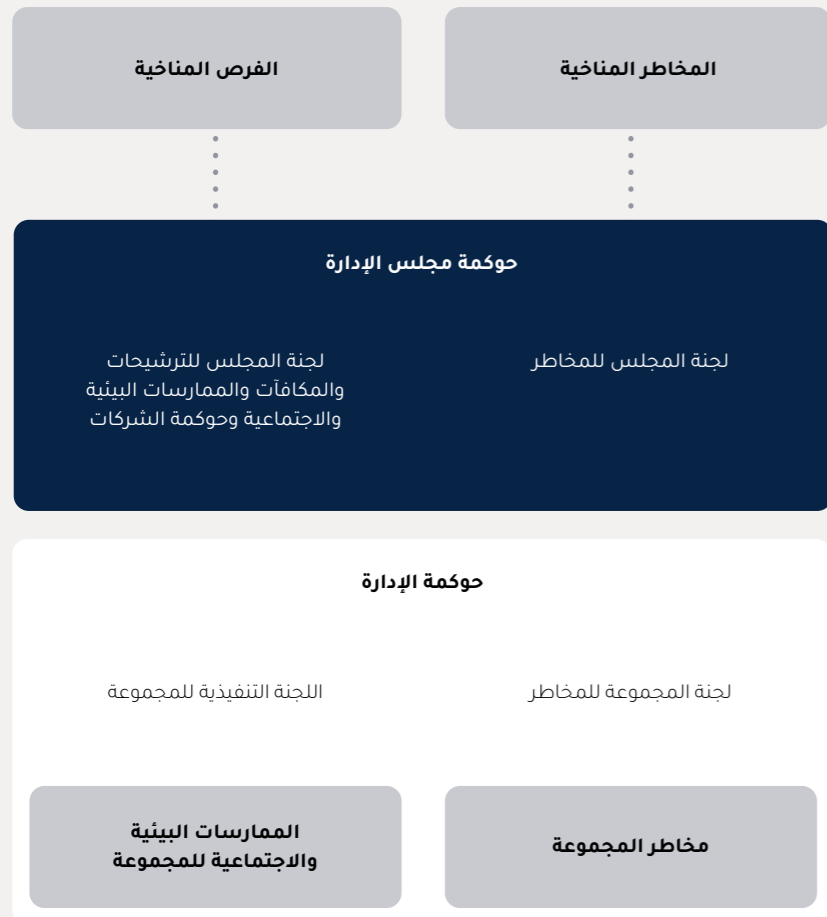 المخاطر المناخية
الفرص المناخية
حوكمة مجلس الإدارة
لجنة المجلس للمخاطر
لجنة المجلس للترشيحات
والمكافآت والممارسات البيئية
والاجتماعية وحوكمة الشركات
حوكمة الإدارة
لجنة المجموعة للمخاطر
اللجنة التنفيذية للمجموعة
مخاطر المجموعة
الممارسات البيئية
والاجتماعية للمجموعة